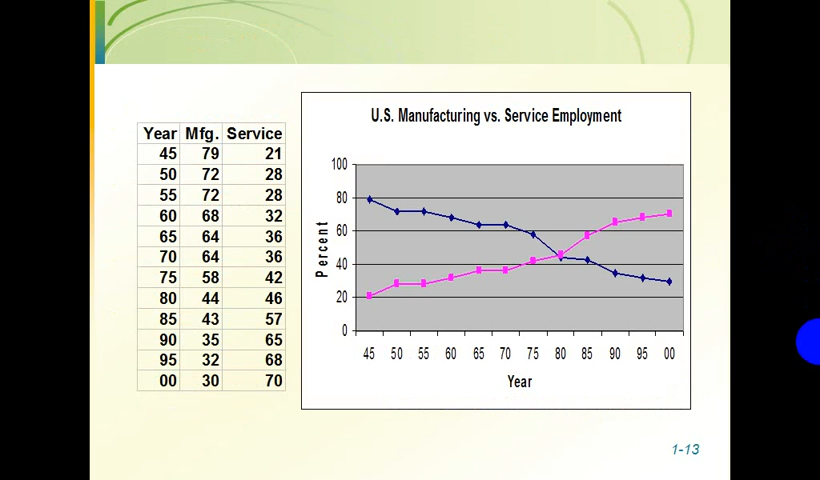 Year Mfg. Service
45 79 21
50 72 28
55 72 28
60 68 32
65 64 36
70 64 36
75 58 42
80 44 46
85 43 57
90 35 65
95 32 68
00 30 70
U.S. Manufacturing vs. Service Employment
Percent
100
80
60
40
20
0
45 50 55 60 65 70 75 80 85 90 95 00
Year
1-13